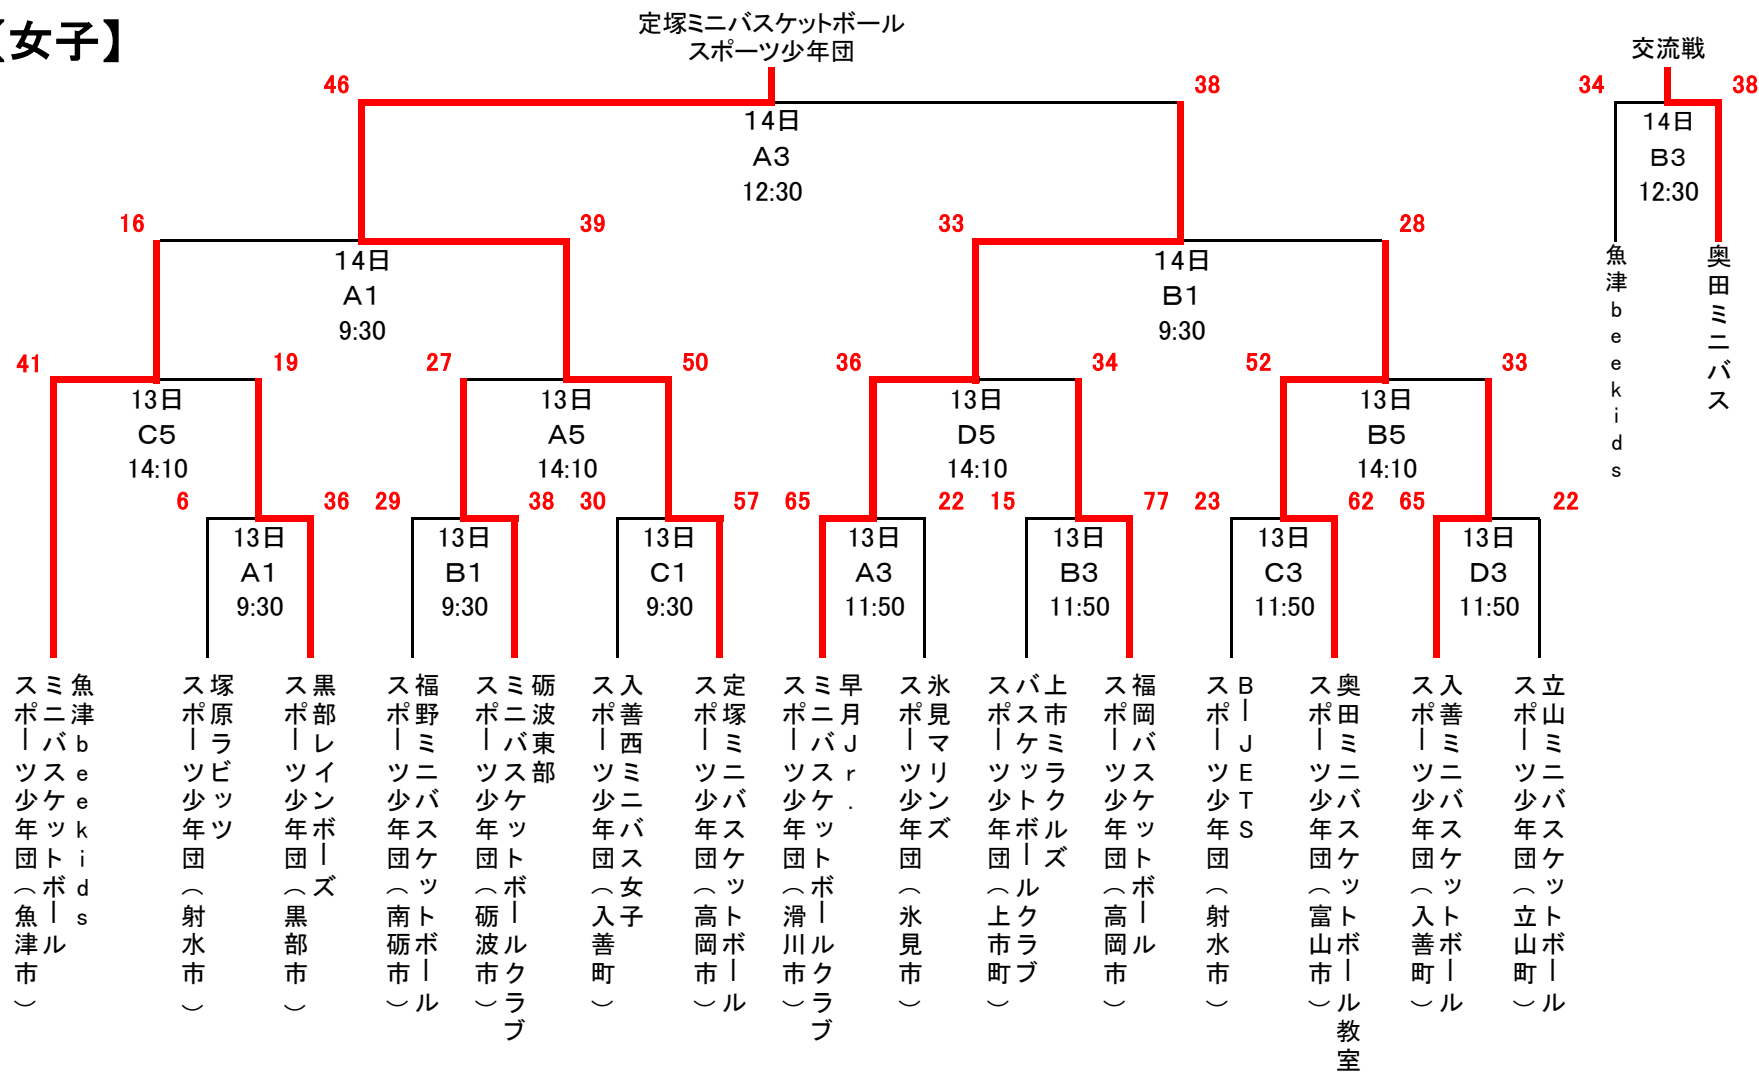 【女子】
定塚ミニバスケットボール
スポーツ少年団
交流戦
46
38
34
38
14日
A3
12:30
14日
B3
12:30
16
39
33
28
14日
A1
9:30
14日
B1
9:30
魚津beekids
奥田ミニバス
41
19
27
50
36
34
52
33
13日
C5
14:10
13日
A5
14:10
13日
D5
14:10
13日
B5
14:10
6
36
29
38
30
57
65
22
15
77
23
62
65
22
13日
A1
9:30
13日
B1
9:30
13日
C1
9:30
13日
A3
11:50
13日
B3
11:50
13日
C3
11:50
13日
D3
11:50
魚津beekids
ミニバスケットボール
スポーツ少年団(魚津市)
塚原ラビッツ
スポーツ少年団(射水市)
黒部レインボーズ
スポーツ少年団(黒部市)
福野ミニバスケットボール
スポーツ少年団(南砺市)
砺波東部
ミニバスケットボールクラブ
スポーツ少年団(砺波市)
入善西ミニバス女子
スポーツ少年団(入善町)
定塚ミニバスケットボール
スポーツ少年団(高岡市)
早月Jr.
ミニバスケットボールクラブ
スポーツ少年団(滑川市)
氷見マリンズ
スポーツ少年団(氷見市)
上市ミラクルズ
バスケットボールクラブ
スポーツ少年団(上市町)
福岡バスケットボール
スポーツ少年団(高岡市)
B-JETS
スポーツ少年団(射水市)
奥田ミニバスケットボール教室
スポーツ少年団(富山市)
入善ミニバスケットボール
スポーツ少年団(入善町)
立山ミニバスケットボール
スポーツ少年団(立山町)